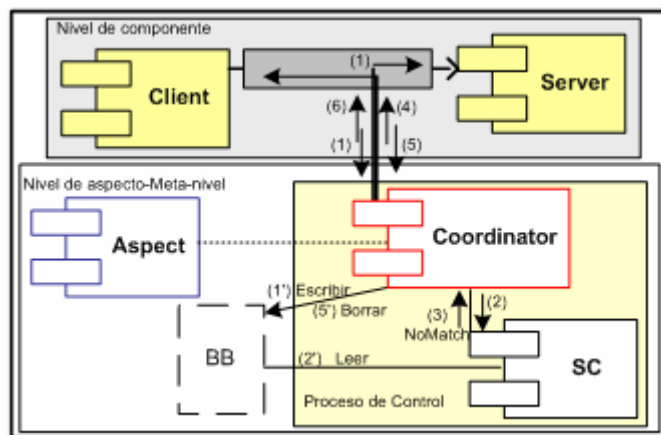 Nivel de componente
Client
(1)
Server
(6)
(4)
(1)
(5)
Nivel de aspecto-Meta-nivel
Aspect
Coordinator
(1') Escribir
(5') Borrar
(3)
(2)
NoMatch
BB
(2') Leer
SC
Proceso de Control